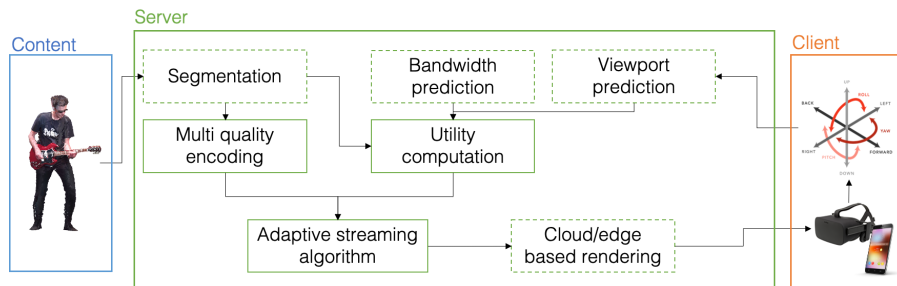 Server
Content
Client
Segmentation
Bandwidth
prediction
Viewport
prediction
Multi quality
encoding
Utility
computation
Adaptive streaming
algorithm
Cloud/edge
based rendering
UP
ROLL
BACK
LEFT
YAW
RIGHT
PITCH
FORWARD
DOWN